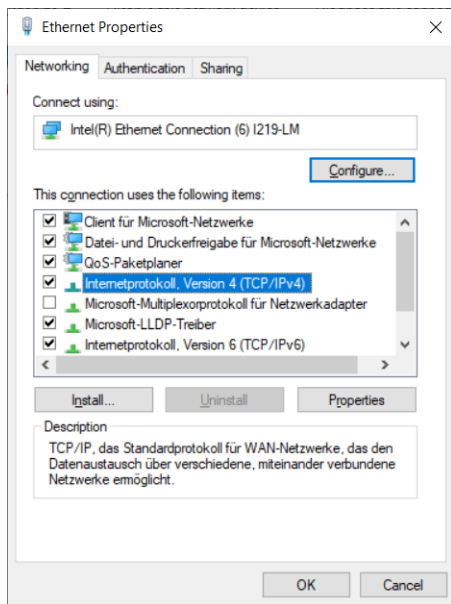 Ethernet Properties
Networking Authentication Sharing
Connect using:
Intel(R) Ethernet Connection (6) I219-LM
Configure...
This connection uses the following items:
Client für Microsoft-Netzwerke
Datei- und Druckerfreigabe für Microsoft-Netzwerke
QoS-Paketplaner
Internetprotokoll, Version 4 (TCP/IPv4)
Microsoft-Multiplexorprotokoll für Netzwerkadapter
Microsoft-LLDP-Treiber
Internetprotokoll, Version 6 (TCP/IPv6)
Install... Uninstall Properties
Description
TCP/IP, das Standardprotokoll für WAN-Netzwerke, das den
Datenaustausch über verschiedene, miteinander verbundene
Netzwerke ermöglicht.
OK Cancel